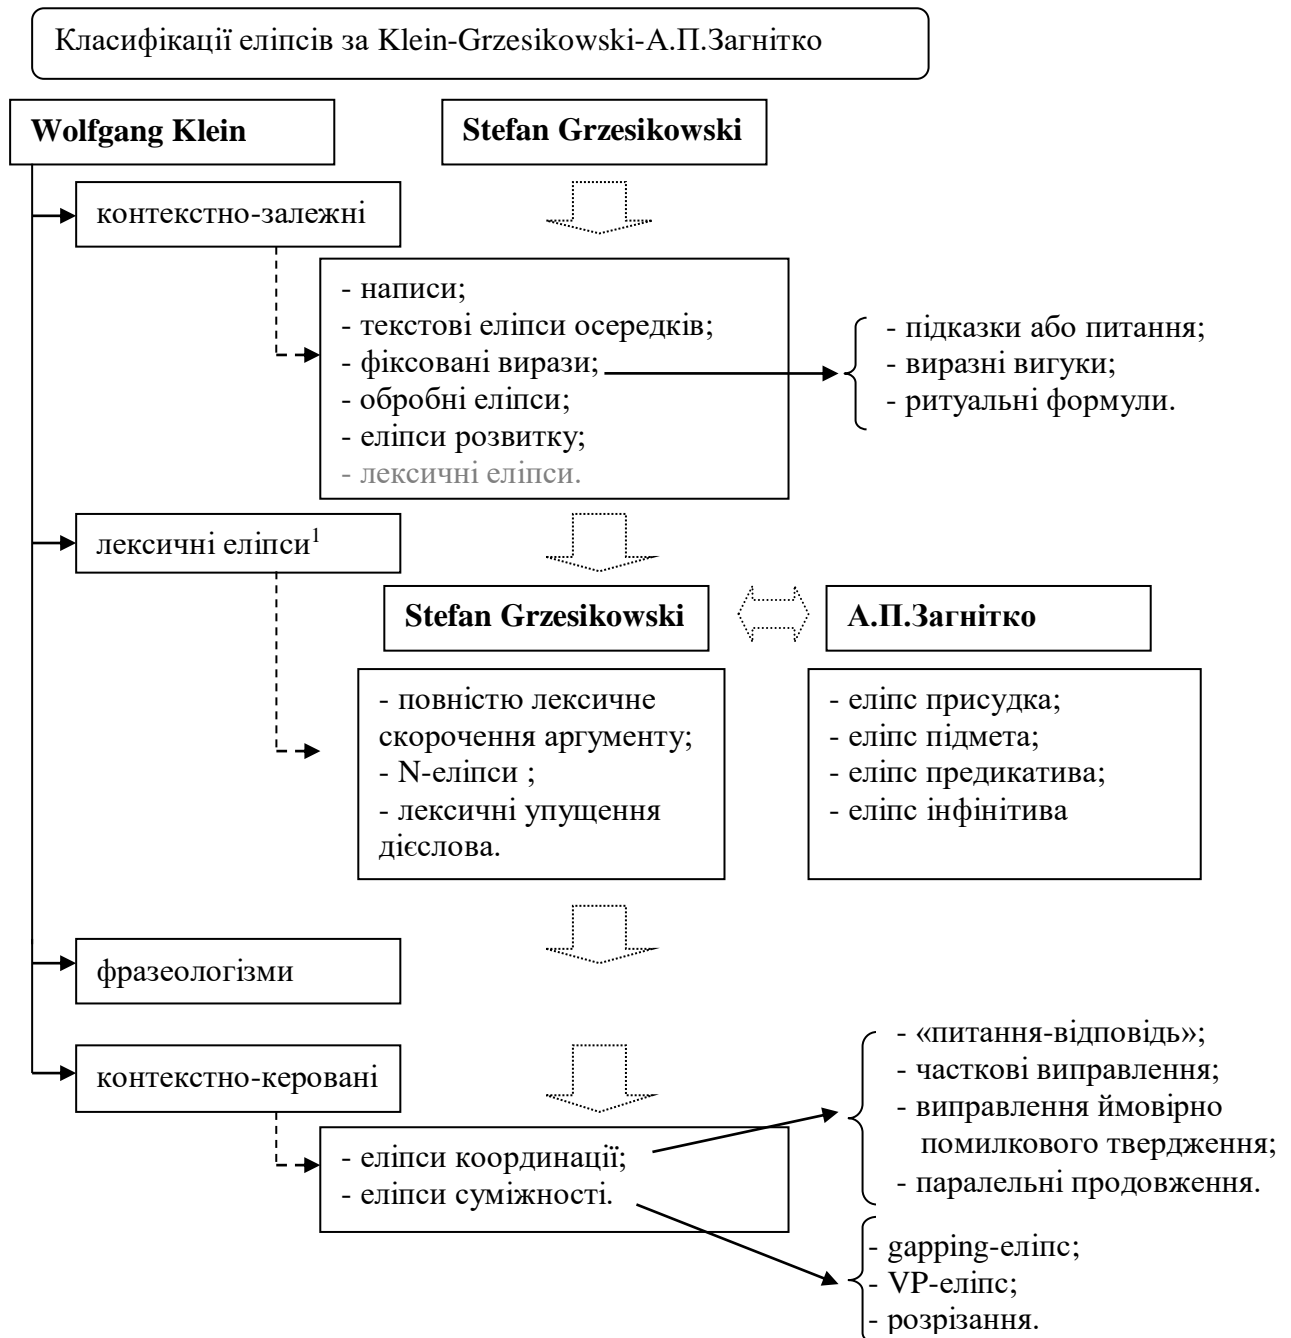 Класифікації еліпсів за Klein-Grzesikowski-А.П.Загнітко
Wolfgang Klein
Stefan Grzesikowski
контекстно-залежні
- написи;
- текстові еліпси осередків;
- фіксовані вирази;
- обробні еліпси;
- еліпси розвитку;
- лексичні еліпси.
- підказки або питання;
- виразні вигуки;
- ритуальні формули.
лексичні еліпси1
Stefan Grzesikowski
А.П.Загнітко
- повністю лексичне
скорочення аргументу;
- N-еліпси ;
- лексичні упущення
дієслова.
- еліпс присудка;
- еліпс підмета;
- еліпс предикатива;
- еліпс інфінітива
фразеологізми
контекстно-керовані
- еліпси координації;
- еліпси суміжності.
- «питання-відповідь»;
- часткові виправлення;
- виправлення ймовірно
помилкового твердження;
- паралельні продовження.
- gapping-еліпс;
- VP-еліпс;
- розрізання.